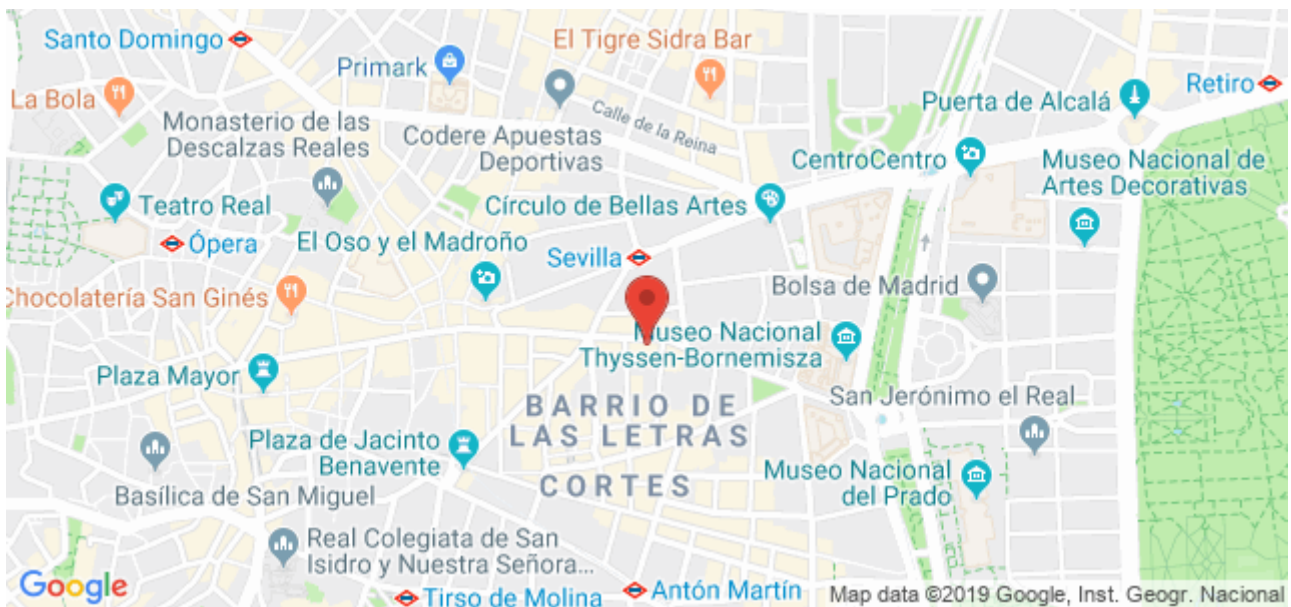 Santo Domingo
El Tigre Sidra Bar
Primark
Retiro
La Bola
Puerta de Alcalá
Calle de la Reina
Monasterio de las
Descalzas Reales
Codere Apuestas
Deportivas
CentroCentro
Museo Nacional de
Artes Decorativas
Teatro Real
Círculo de Bellas Artes
Ópera
El Oso y el Madroño
Sevilla
Bolsa de Madrid
Chocolatería San Ginés
Museo Nacional
Thyssen-Bornemisza
Plaza Mayor
San Jerónimo el Real
BARRIO DE
LAS LETRAS
CORTES
Plaza de Jacinto
Benavente
Museo Nacional
del Prado
Basílica de San Miguel
Real Colegiata de San
Isidro y Nuestra Señora...
Google
Tirso de Molina
Antón Martín
Map data ©2019 Google, Inst. Geogr. Nacional